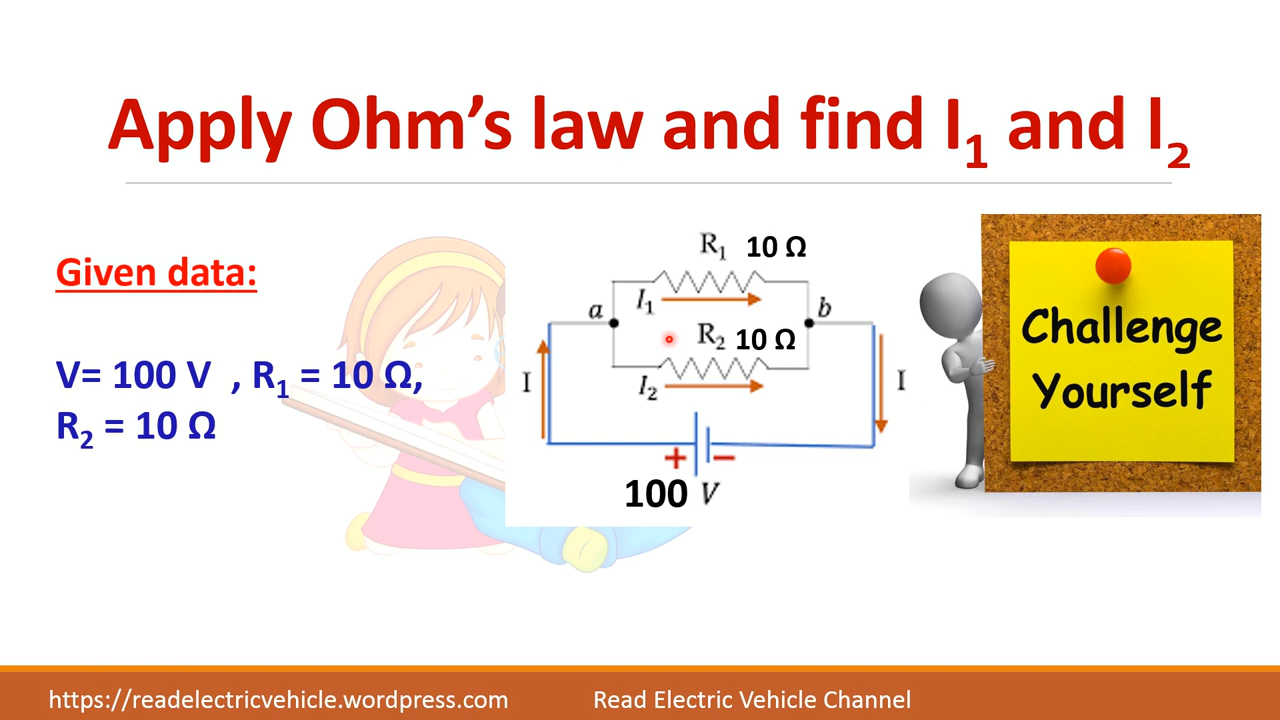 Apply Ohm’s law and find I₁ and I₂
Given data:
V= 100 V , R₁ = 10 Ω,
R₂ = 10 Ω
R₁ 10 Ω
a
I₁
b
R₂ 10 Ω
I₂
I
I
+ −
100 V
Challenge
Yourself
https://readelectricvehicle.wordpress.com
Read Electric Vehicle Channel